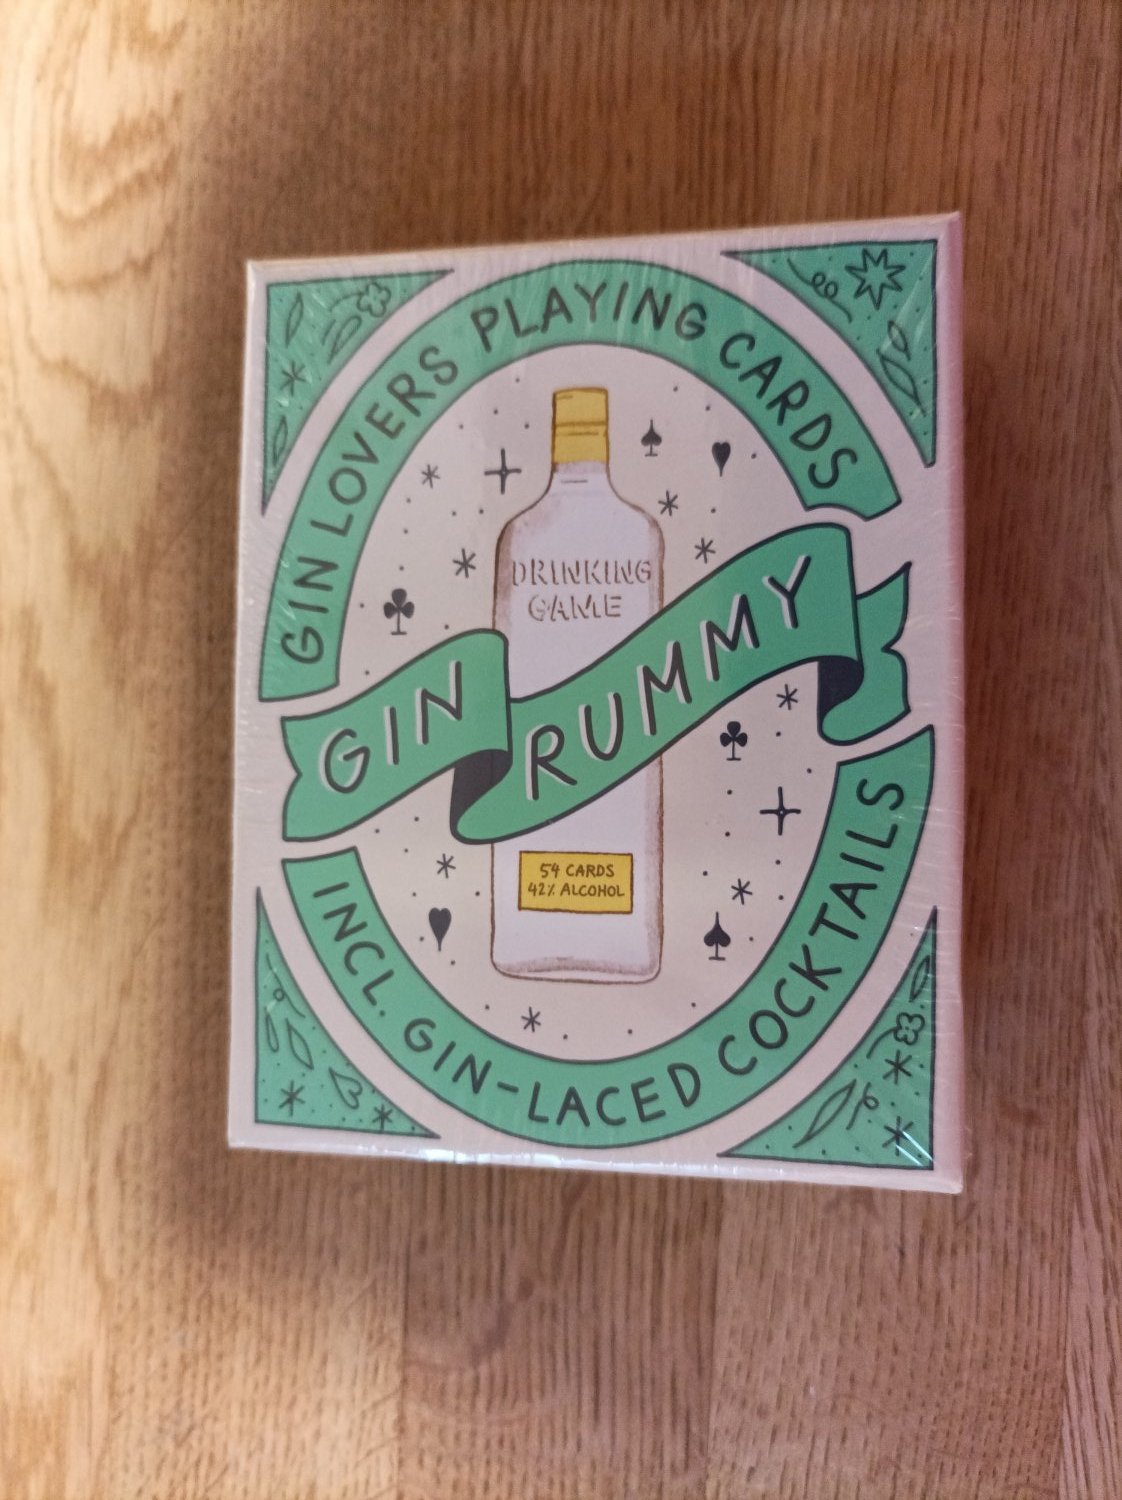 GIN LOVERS PLAYING CARDS
DRINKING
GAME
GIN RUMMY
54 CARDS
42% ALCOHOL
INCL. GIN-LACED COCKTAILS